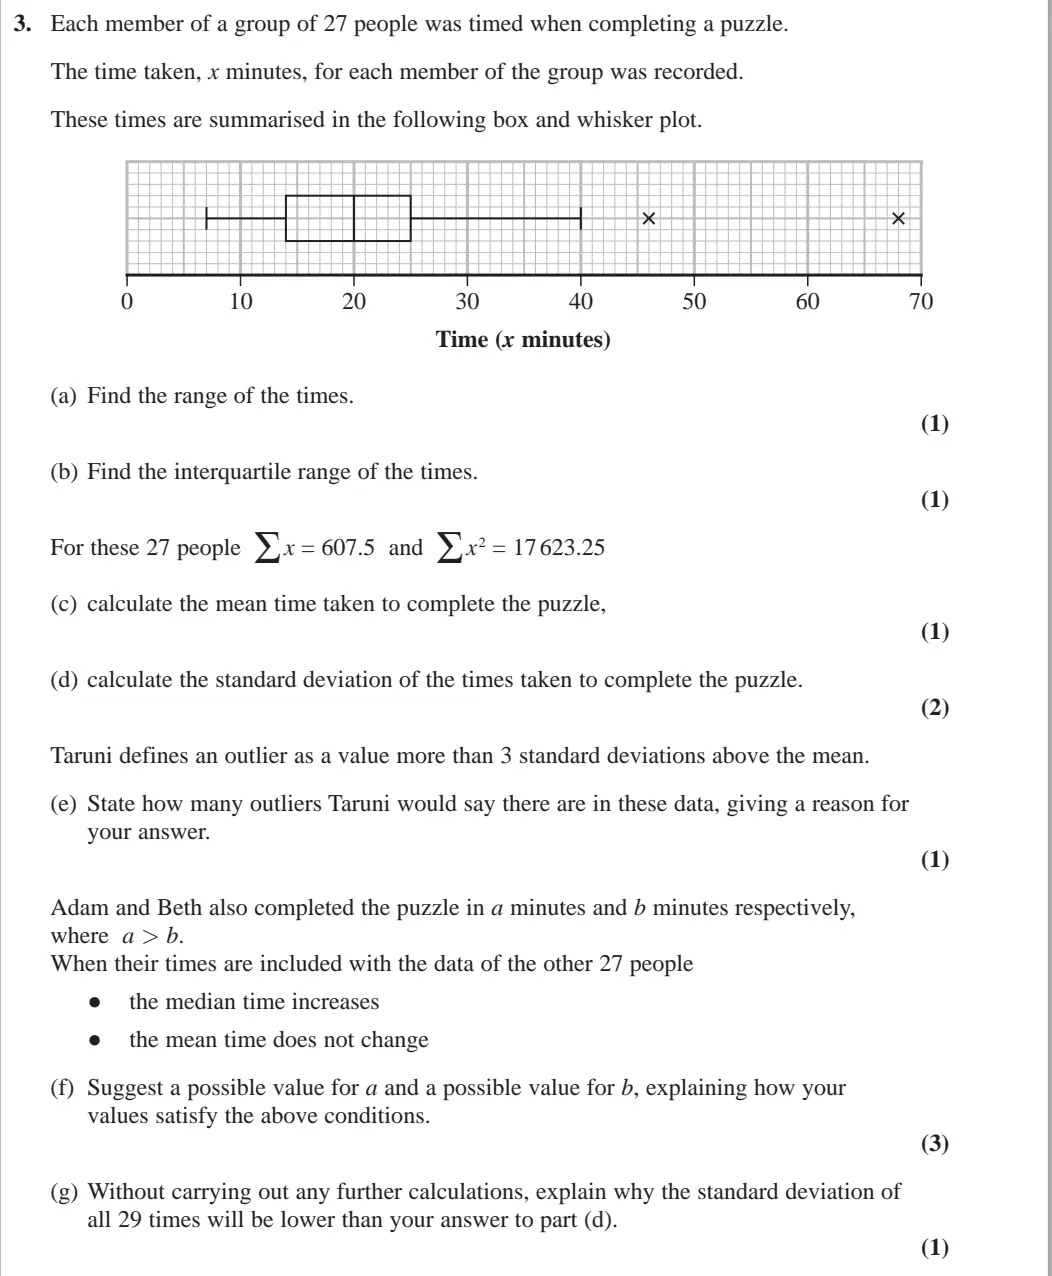 3. Each member of a group of 27 people was timed when completing a puzzle.
The time taken, x minutes, for each member of the group was recorded.
These times are summarised in the following box and whisker plot.
0 10 20 30 40 50 60 70
Time (x minutes)
(a) Find the range of the times.
(1)
(b) Find the interquartile range of the times.
(1)
For these 27 people ∑x = 607.5 and ∑x² = 17 623.25
(c) calculate the mean time taken to complete the puzzle,
(1)
(d) calculate the standard deviation of the times taken to complete the puzzle.
(2)
Taruni defines an outlier as a value more than 3 standard deviations above the mean.
(e) State how many outliers Taruni would say there are in these data, giving a reason for
your answer.
(1)
Adam and Beth also completed the puzzle in a minutes and b minutes respectively,
where a > b.
When their times are included with the data of the other 27 people
● the median time increases
● the mean time does not change
(f) Suggest a possible value for a and a possible value for b, explaining how your
values satisfy the above conditions.
(3)
(g) Without carrying out any further calculations, explain why the standard deviation of
all 29 times will be lower than your answer to part (d).
(1)